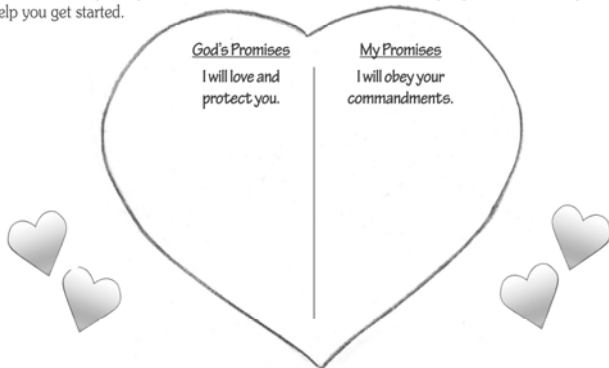 elp you get started.
God's Promises
I will love and
protect you.
My Promises
I will obey your
commandments.